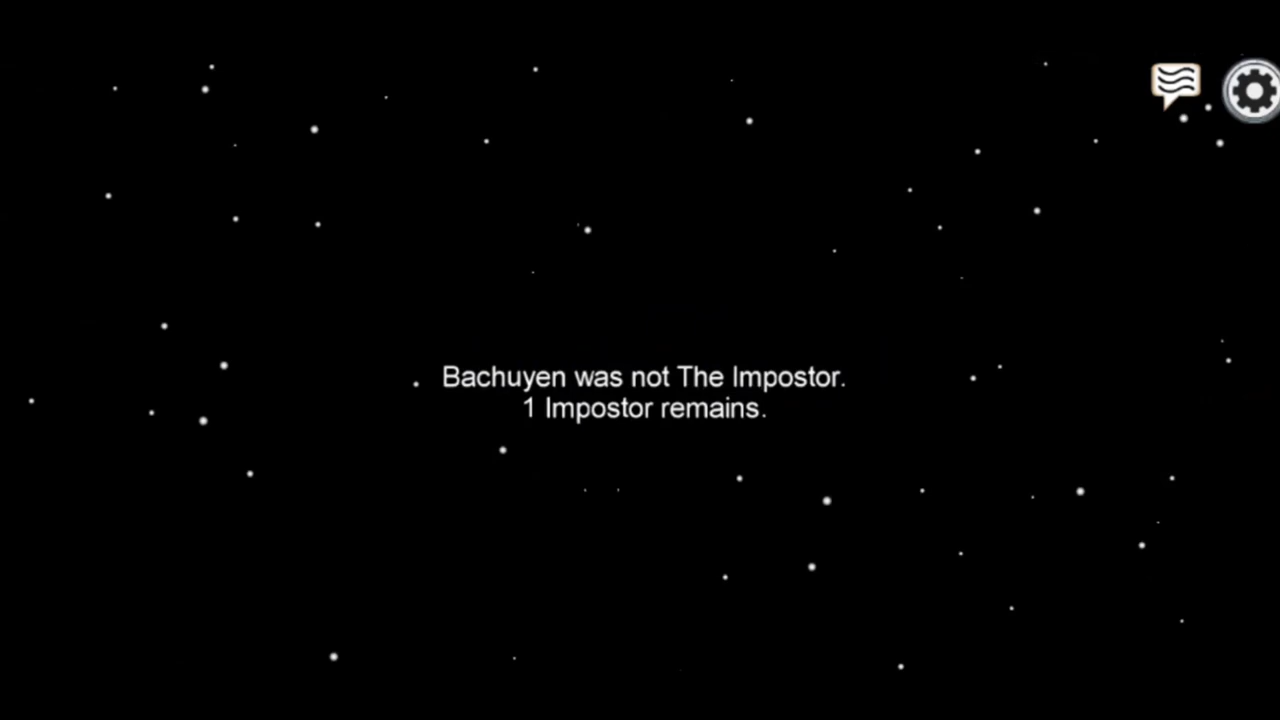 Bachuyen was not The Impostor.
1 Impostor remains.